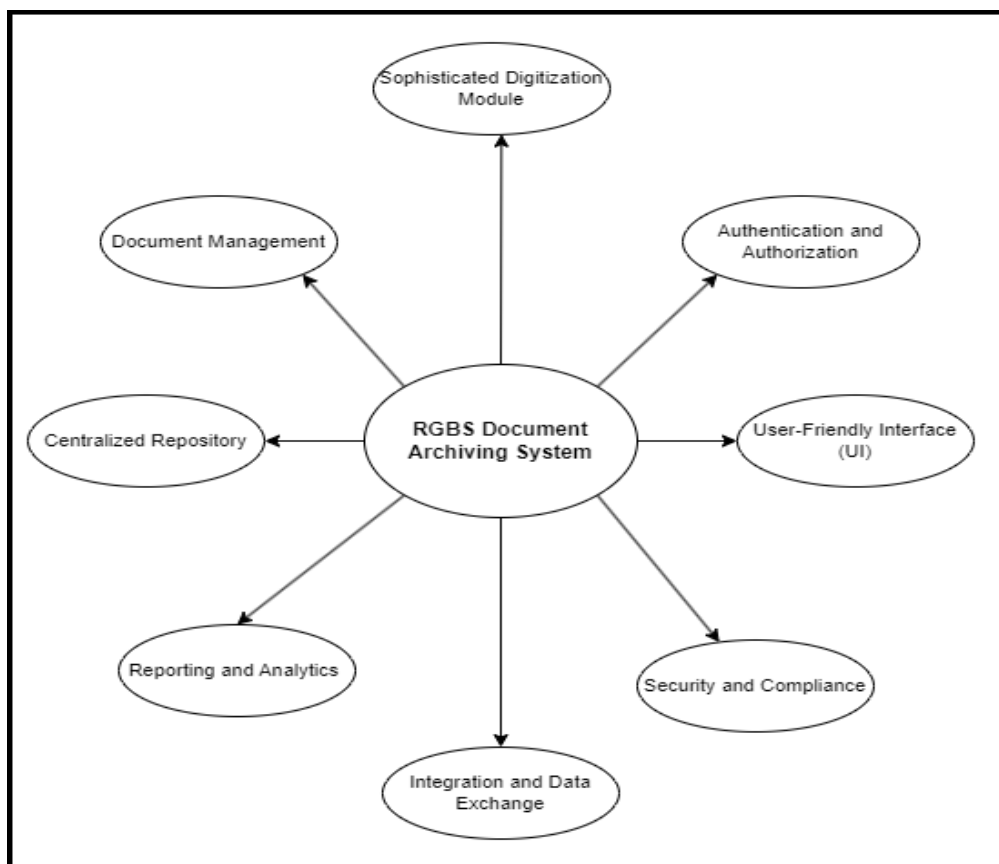 Sophisticated Digitization
Module
Document Management
Authentication and
Authorization
Centralized Repository
RGBS Document
Archiving System
User-Friendly Interface
(UI)
Reporting and Analytics
Security and Compliance
Integration and Data
Exchange